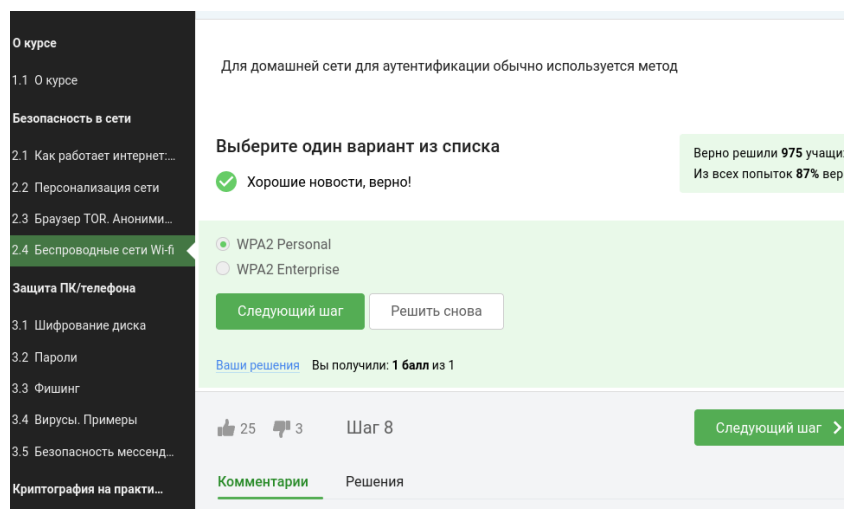 О курсе
1.1 О курсе
Безопасность в сети
2.1 Как работает интернет:...
2.2 Персонализация сети
2.3 Браузер TOR. Аноними...
2.4 Беспроводные сети Wi-fi
Защита ПК/телефона
3.1 Шифрование диска
3.2 Пароли
3.3 Фишинг
3.4 Вирусы. Примеры
3.5 Безопасность мессенд...
Криптография на практи...
Для домашней сети для аутентификации обычно используется метод
Выберите один вариант из списка
Хорошие новости, верно!
Верно решили 975 учащи
Из всех попыток 87% вер
WPA2 Personal
WPA2 Enterprise
Следующий шаг Решить снова
Ваши решения Вы получили: 1 балл из 1
25 3 Шаг 8 Следующий шаг
Комментарии Решения